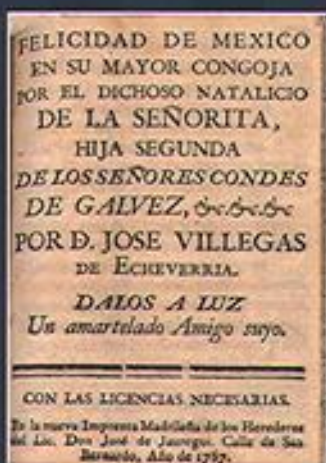 FELICIDAD DE MEXICO
EN SU MAYOR CONGOJA
POR EL DICHOSO NATALICIO
DE LA SEÑORITA,
HIJA SEGUNDA
DE LOS SEÑORES CONDES
DE GALVEZ, &c. &c. &c
POR D. JOSE VILLEGAS
DE ECHEVERRIA.
DALOS A LUZ
Un amartelado Amigo suyo.
CON LAS LICENCIAS NECESARIAS.
En la nueva Imprenta Madrileña de los Herederos
del Lic. Don José de Jauregui. Calle de San
Bernardo, Año de 1787.